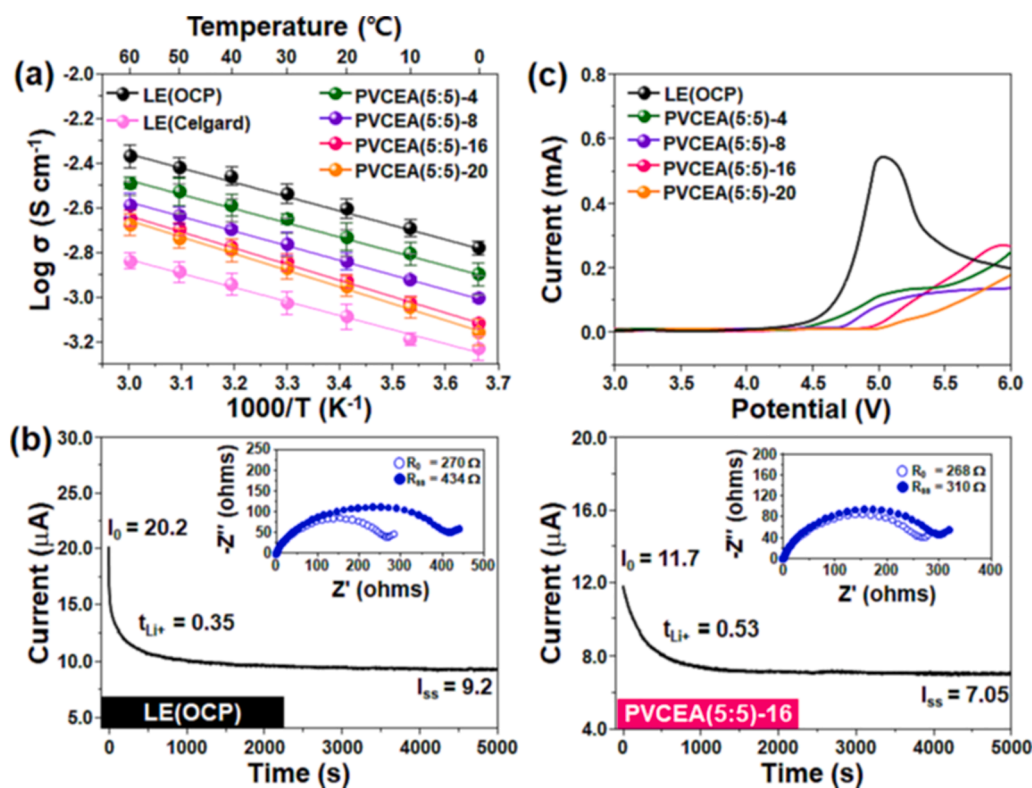 (a)
Temperature (℃)
60 50 40 30 20 10 0
Log σ (S cm⁻¹)
-2.0
-2.2
-2.4
-2.6
-2.8
-3.0
-3.2
LE(OCP)
LE(Celgard)
PVCEA(5:5)-4
PVCEA(5:5)-8
PVCEA(5:5)-16
PVCEA(5:5)-20
3.0 3.1 3.2 3.3 3.4 3.5 3.6 3.7
1000/T (K⁻¹)
(c)
Current (mA)
0.8
0.6
0.4
0.2
0.0
LE(OCP)
PVCEA(5:5)-4
PVCEA(5:5)-8
PVCEA(5:5)-16
PVCEA(5:5)-20
3.0 3.5 4.0 4.5 5.0 5.5 6.0
Potential (V)
(b)
Current (μA)
30.0
25.0
20.0
15.0
10.0
5.0
-Z'' (ohms)
250
200
150
100
50
0
R₀ = 270 Ω
Rss = 434 Ω
0 100 200 300 400 500
Z' (ohms)
I₀ = 20.2
tLi+ = 0.35
Iss = 9.2
LE(OCP)
0 1000 2000 3000 4000 5000
Time (s)
Current (μA)
20.0
16.0
12.0
8.0
4.0
-Z'' (ohms)
200
160
120
80
40
0
R₀ = 268 Ω
Rss = 310 Ω
0 100 200 300 400
Z' (ohms)
I₀ = 11.7
tLi+ = 0.53
Iss = 7.05
PVCEA(5:5)-16
0 1000 2000 3000 4000 5000
Time (s)